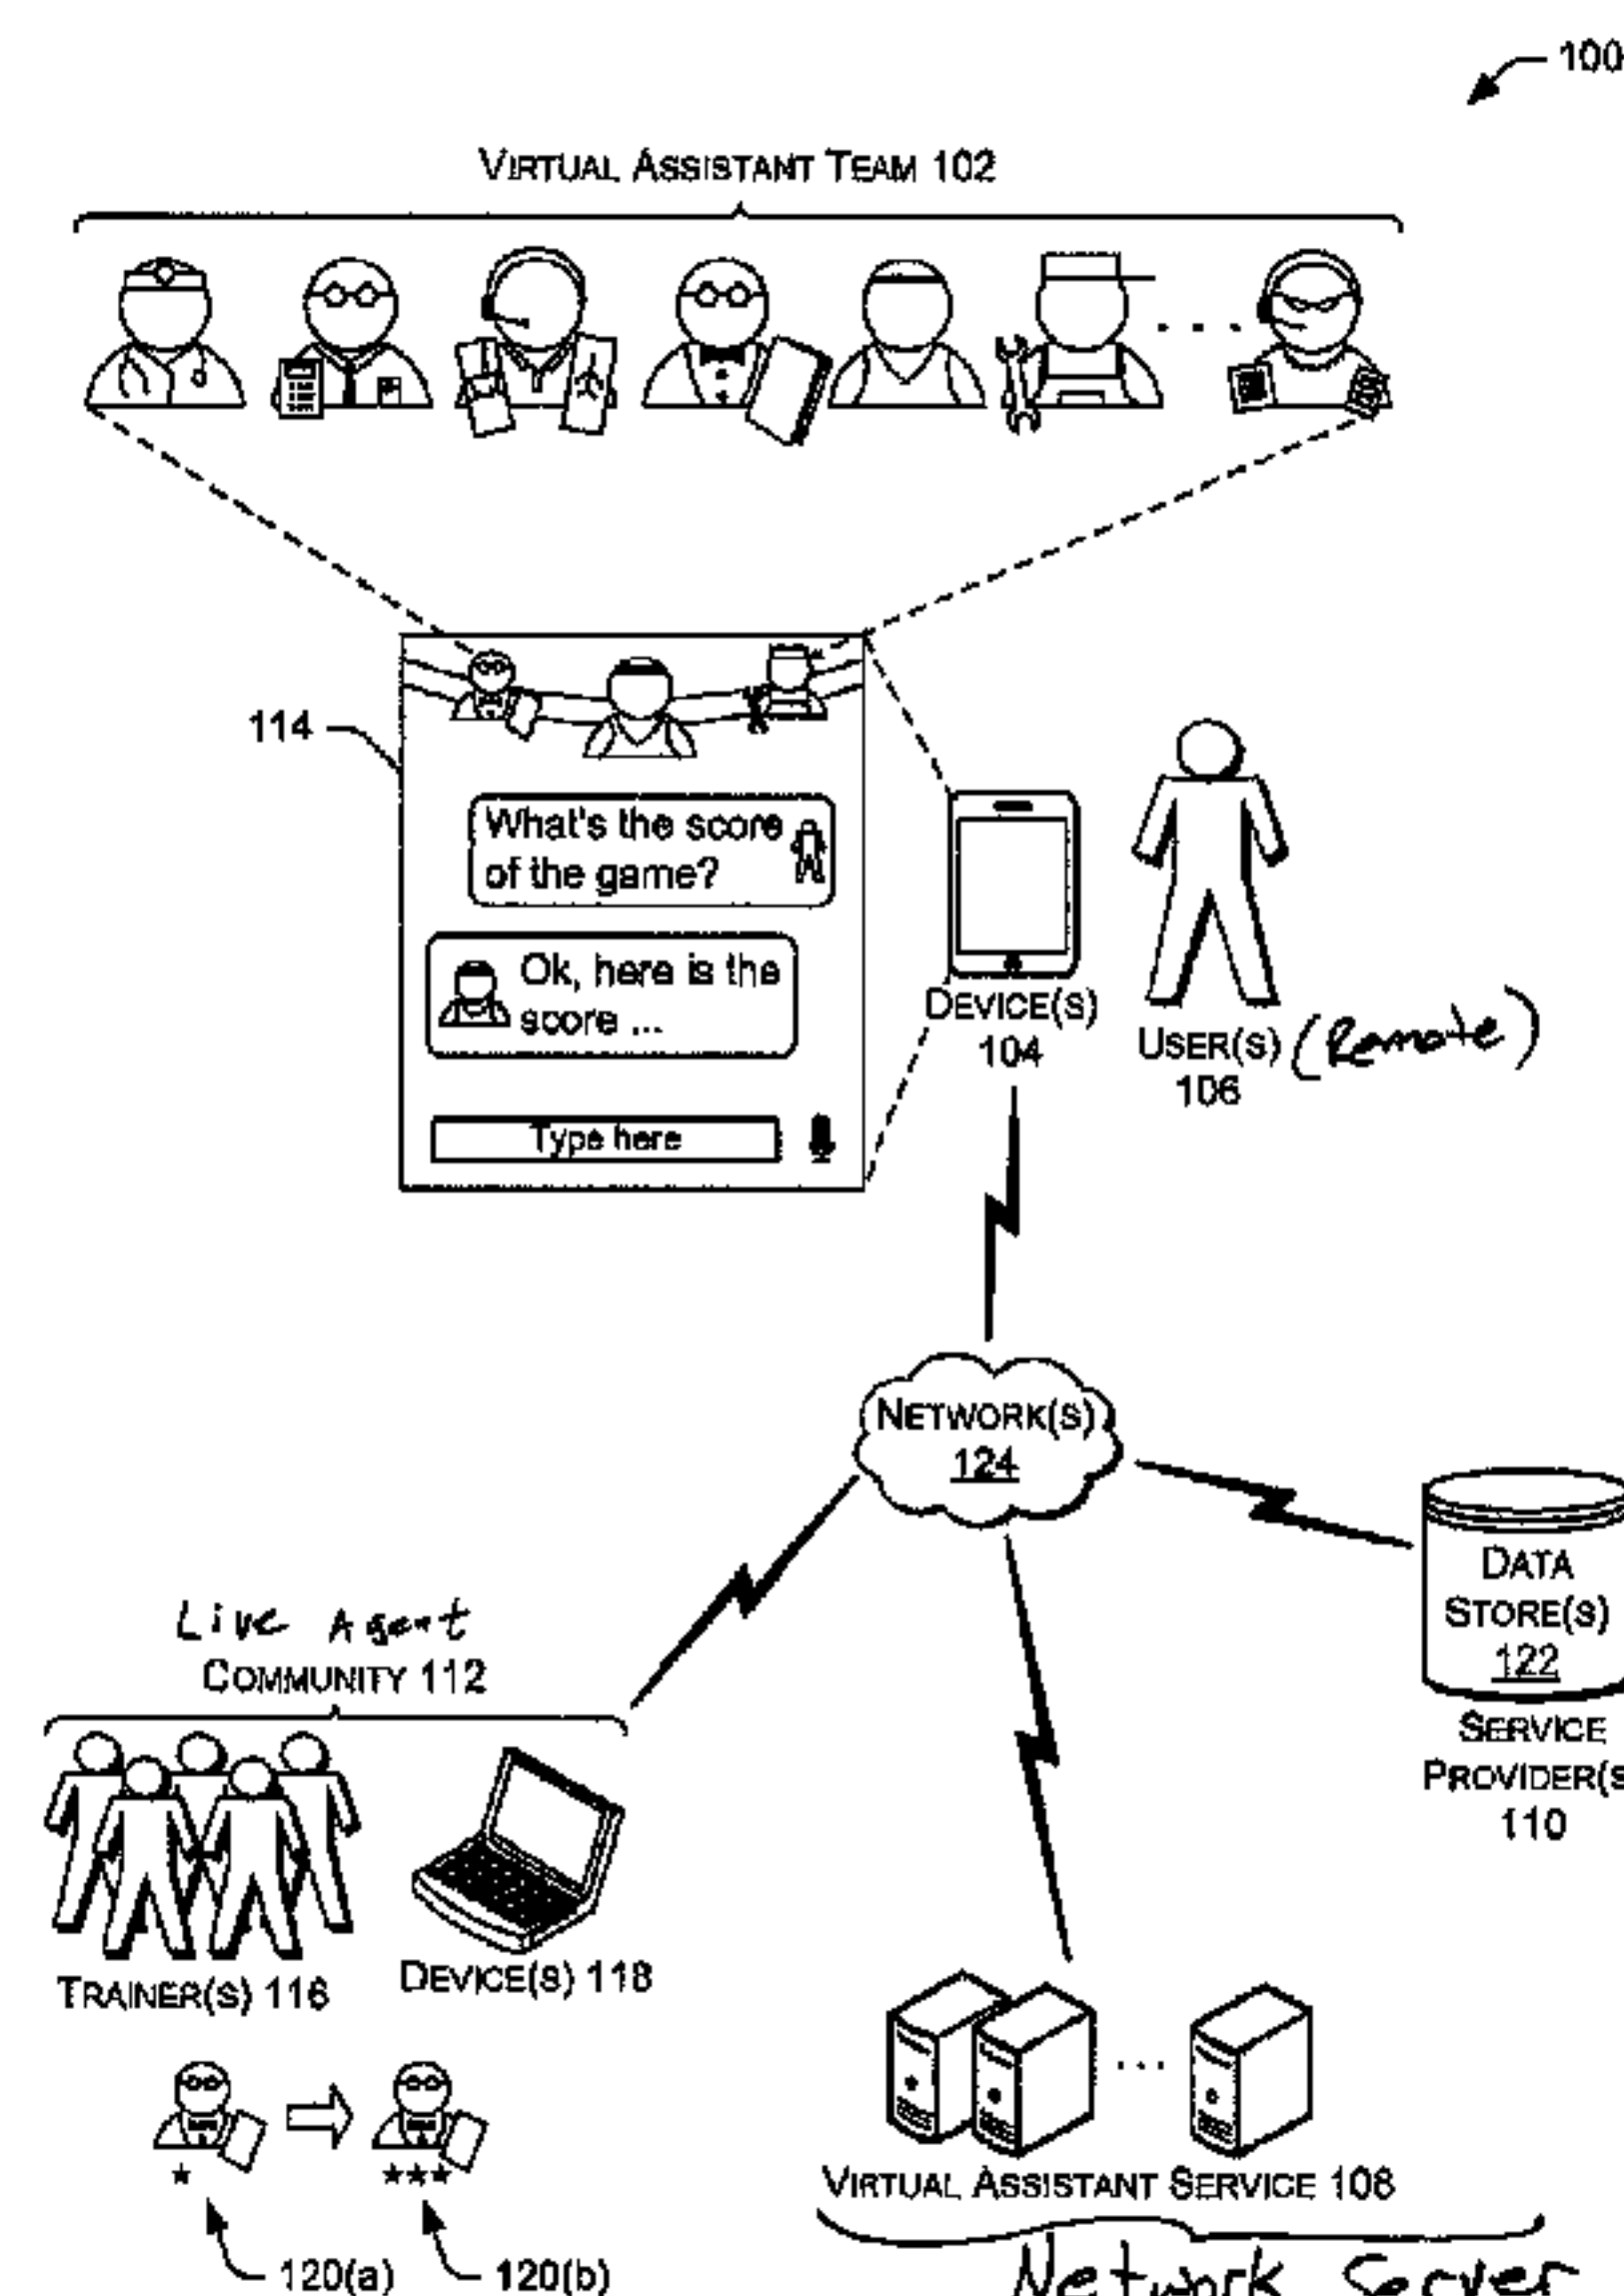 100
VIRTUAL ASSISTANT TEAM 102
114
What's the score
of the game?
Ok, here is the
score ...
Type here
DEVICE(S)
104
USER(S) (Remote)
106
NETWORK(S)
124
DATA
STORE(S)
122
SERVICE
PROVIDER(S
110
Live Agent
COMMUNITY 112
TRAINER(S) 116
DEVICE(S) 118
VIRTUAL ASSISTANT SERVICE 108
120(a)
120(b)
Network Server